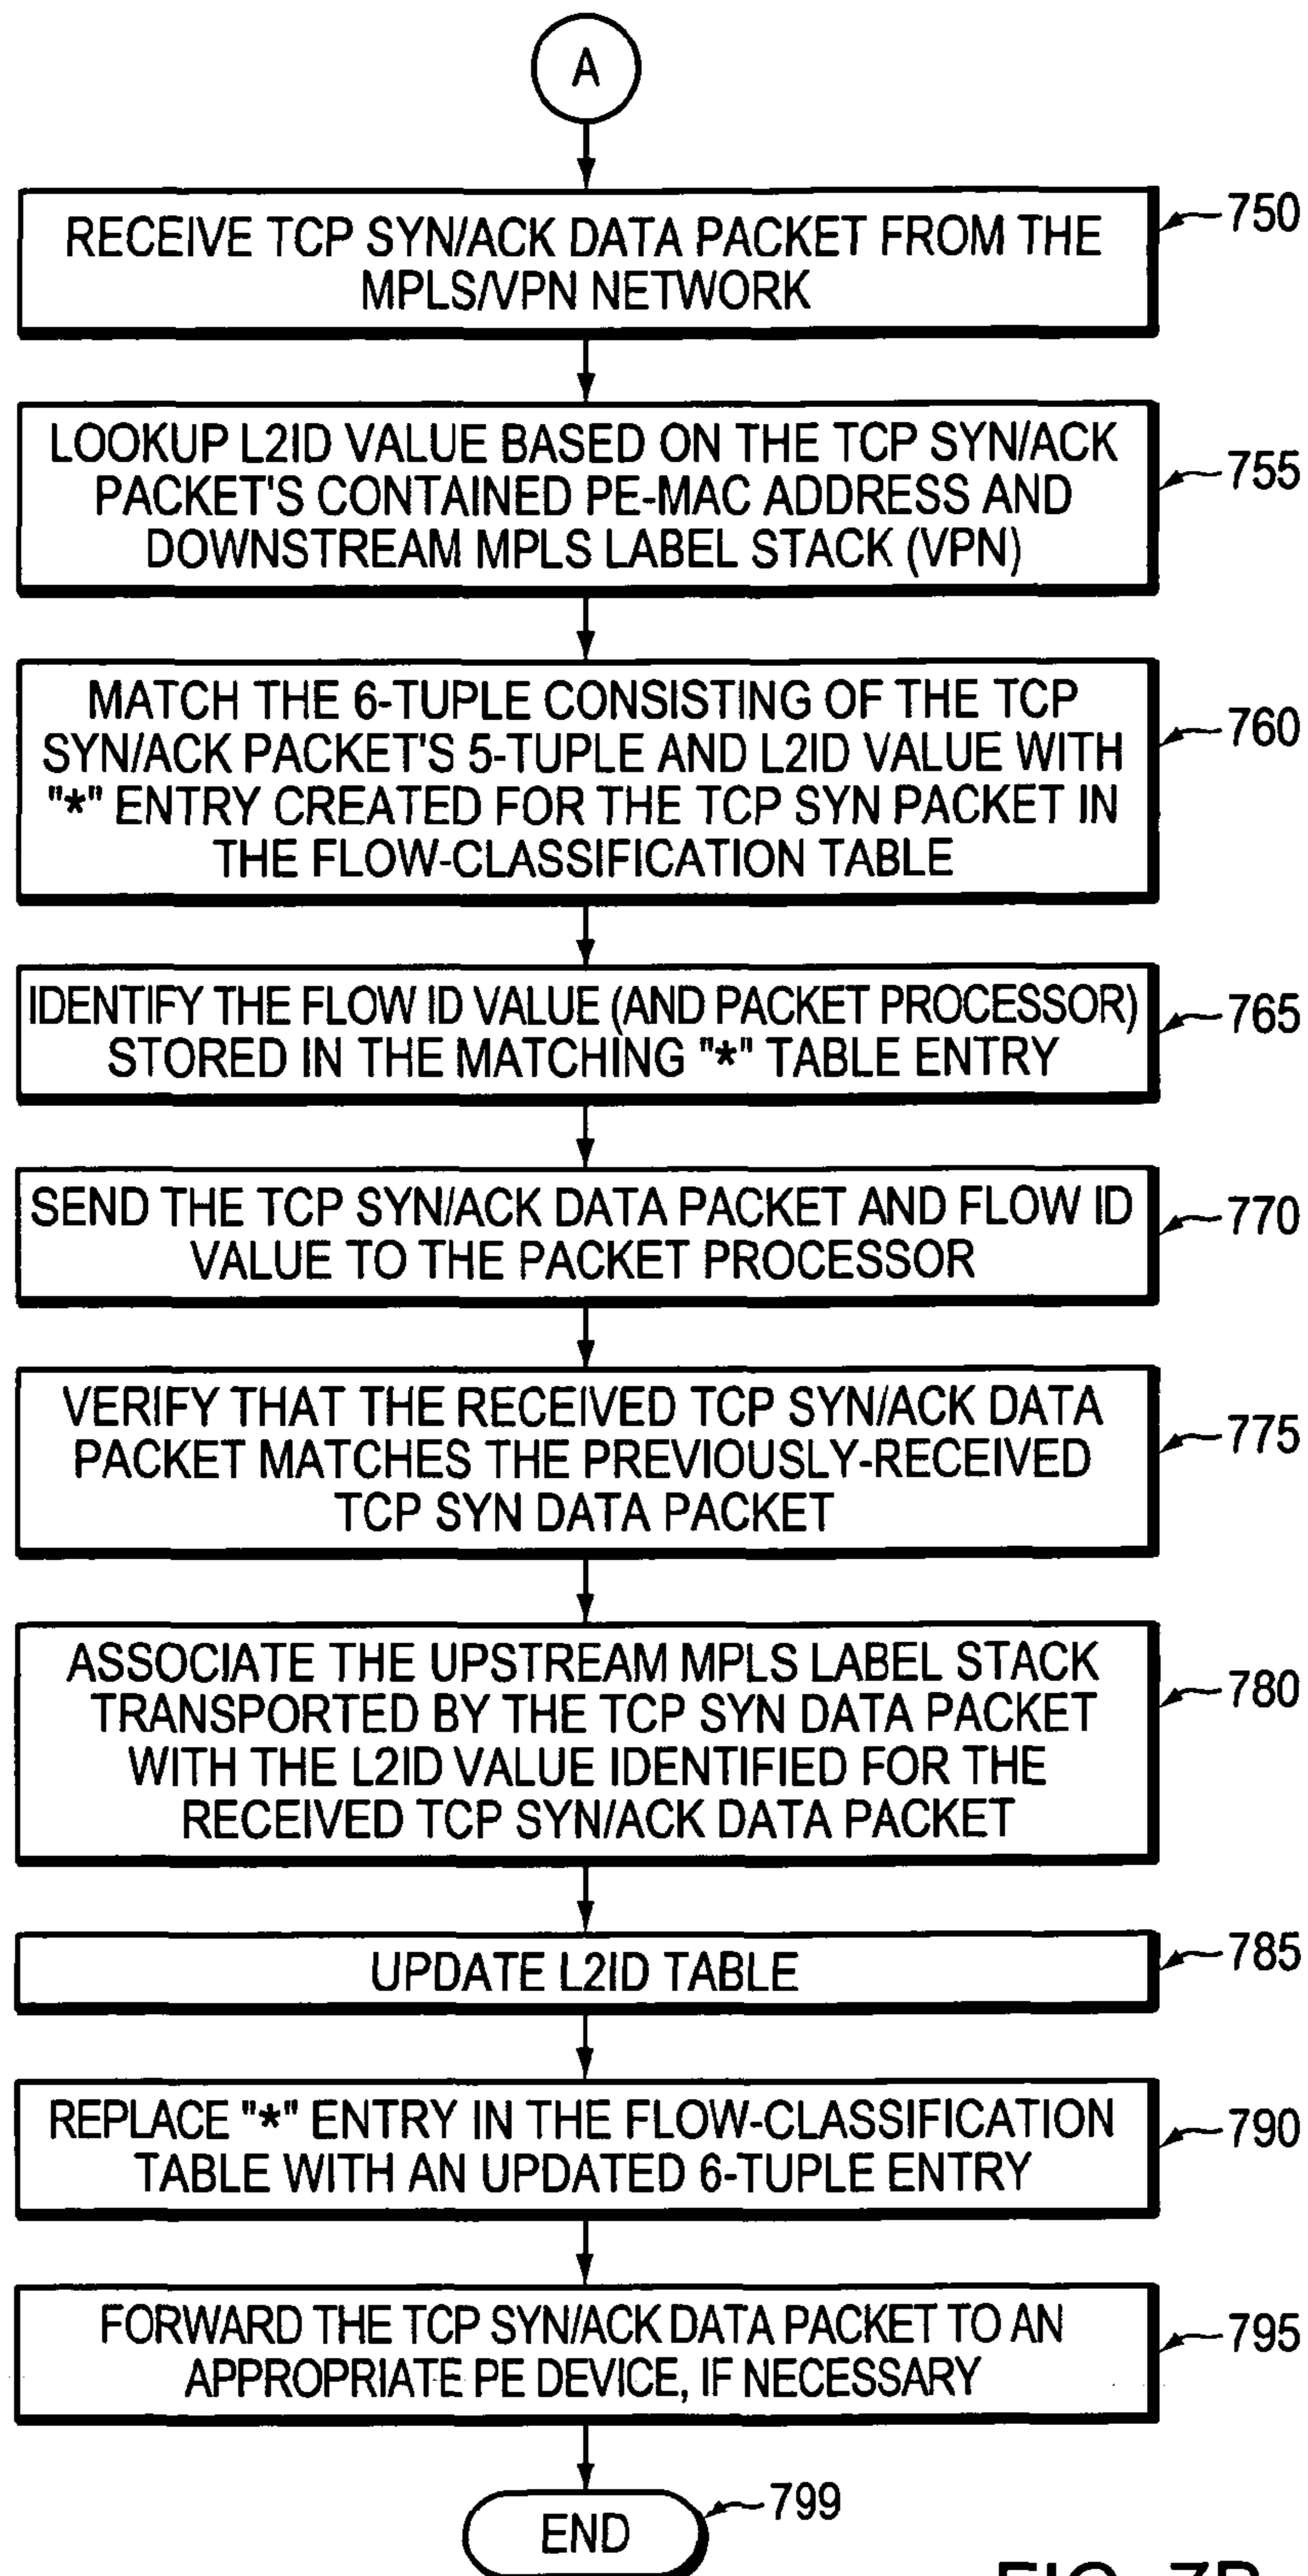 A
RECEIVE TCP SYN/ACK DATA PACKET FROM THE
MPLS/VPN NETWORK
750
LOOKUP L2ID VALUE BASED ON THE TCP SYN/ACK
PACKET'S CONTAINED PE-MAC ADDRESS AND
DOWNSTREAM MPLS LABEL STACK (VPN)
755
MATCH THE 6-TUPLE CONSISTING OF THE TCP
SYN/ACK PACKET'S 5-TUPLE AND L2ID VALUE WITH
"*" ENTRY CREATED FOR THE TCP SYN PACKET IN
THE FLOW-CLASSIFICATION TABLE
760
IDENTIFY THE FLOW ID VALUE (AND PACKET PROCESSOR)
STORED IN THE MATCHING "*" TABLE ENTRY
765
SEND THE TCP SYN/ACK DATA PACKET AND FLOW ID
VALUE TO THE PACKET PROCESSOR
770
VERIFY THAT THE RECEIVED TCP SYN/ACK DATA
PACKET MATCHES THE PREVIOUSLY-RECEIVED
TCP SYN DATA PACKET
775
ASSOCIATE THE UPSTREAM MPLS LABEL STACK
TRANSPORTED BY THE TCP SYN DATA PACKET
WITH THE L2ID VALUE IDENTIFIED FOR THE
RECEIVED TCP SYN/ACK DATA PACKET
780
UPDATE L2ID TABLE
785
REPLACE "*" ENTRY IN THE FLOW-CLASSIFICATION
TABLE WITH AN UPDATED 6-TUPLE ENTRY
790
FORWARD THE TCP SYN/ACK DATA PACKET TO AN
APPROPRIATE PE DEVICE, IF NECESSARY
795
END
799
FIG. 7B